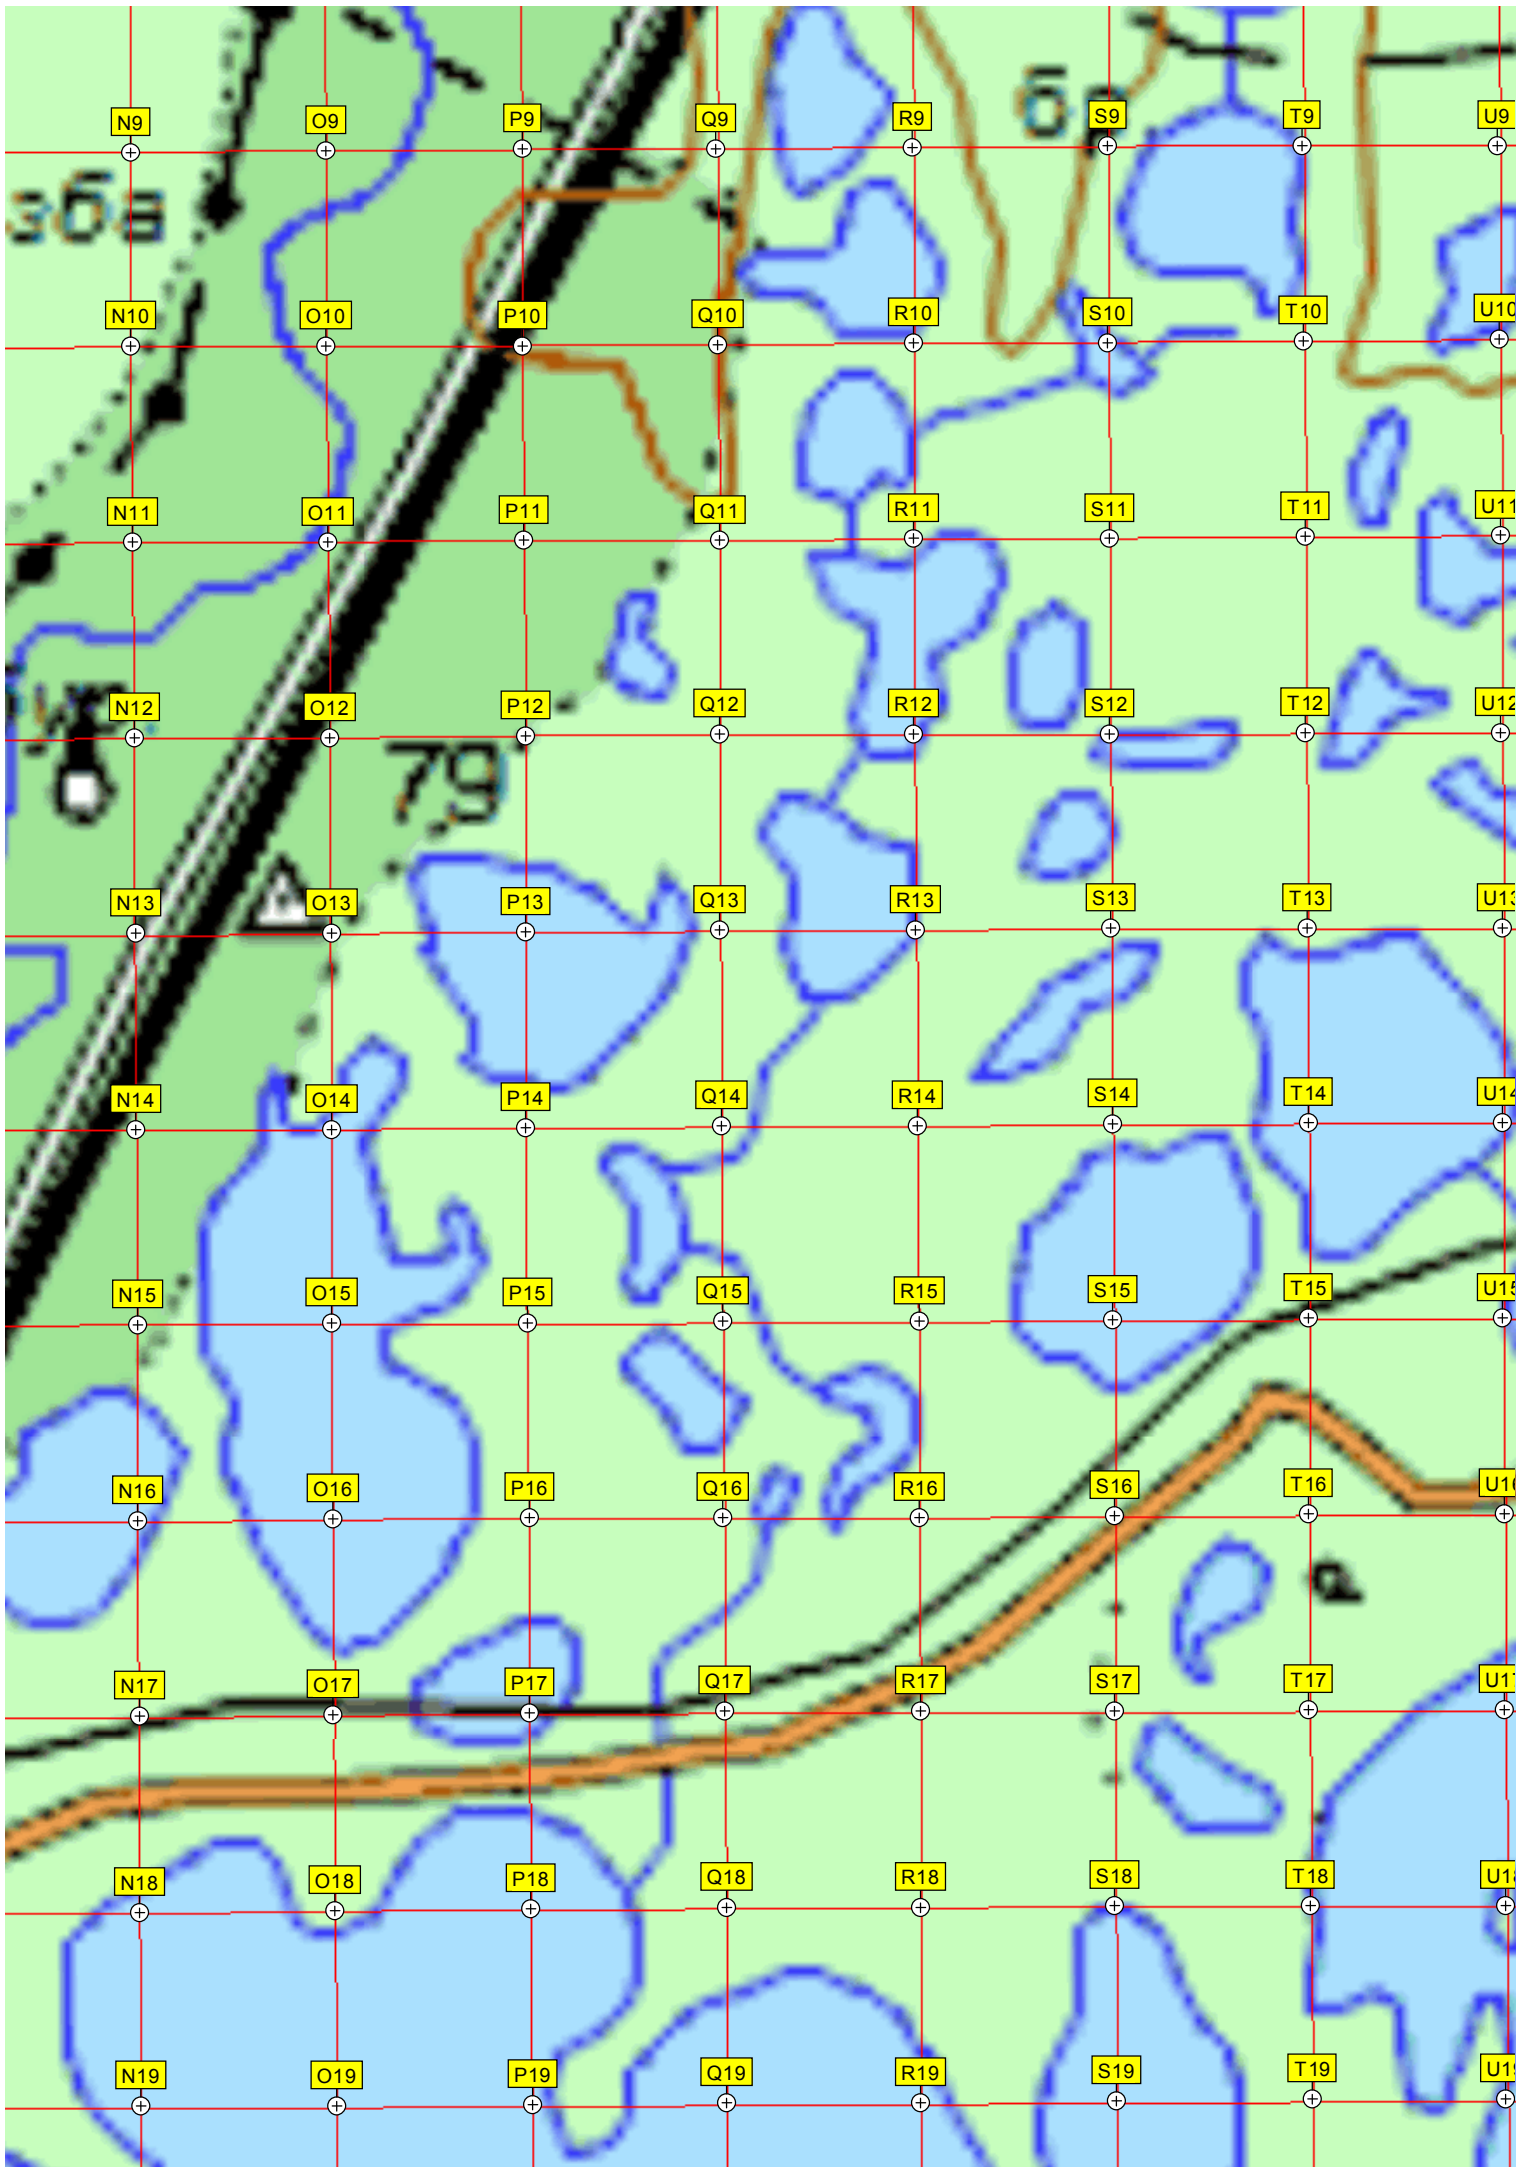 N9 O9 P9 Q9 R9 S9 T9 U9
36а
N10 O10 P10 Q10 R10 S10 T10 U10
N11 O11 P11 Q11 R11 S11 T11 U11
N12 O12 P12 Q12 R12 S12 T12 U12
79
N13 O13 P13 Q13 R13 S13 T13 U13
N14 O14 P14 Q14 R14 S14 T14 U14
N15 O15 P15 Q15 R15 S15 T15 U15
N16 O16 P16 Q16 R16 S16 T16 U16
N17 O17 P17 Q17 R17 S17 T17 U17
N18 O18 P18 Q18 R18 S18 T18 U18
N19 O19 P19 Q19 R19 S19 T19 U19